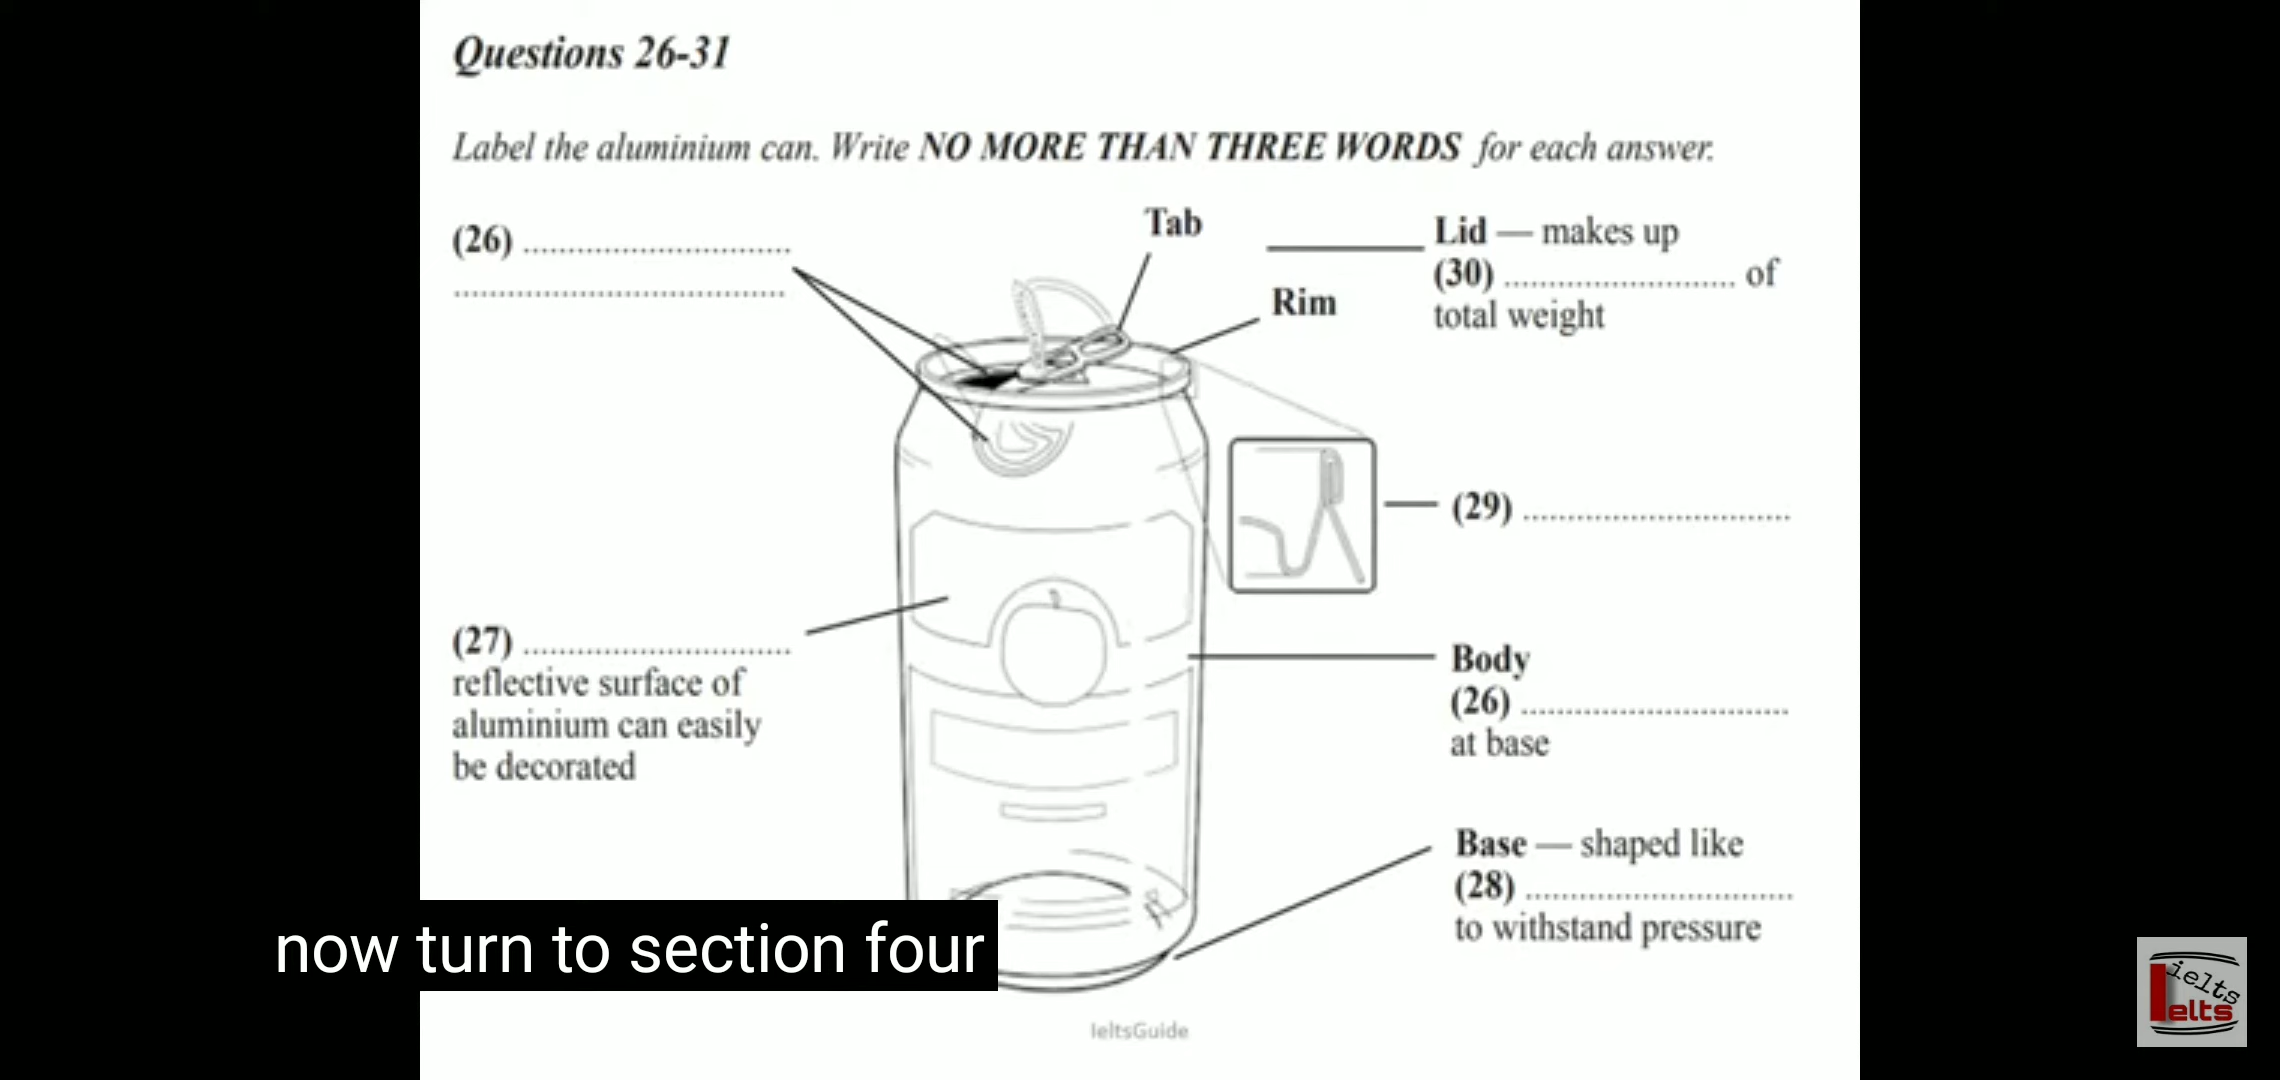 Questions 26-31
Label the aluminium can. Write NO MORE THAN THREE WORDS for each answer.
(26) ..............................
.....................................
Tab
Rim
Lid — makes up
(30) .......................... of
total weight
(29) ..............................
(27) ..............................
reflective surface of
aluminium can easily
be decorated
Body
(26) ..............................
at base
Base — shaped like
(28) ..............................
to withstand pressure
now turn to section four
IeltsGuide
ielts
Ielts